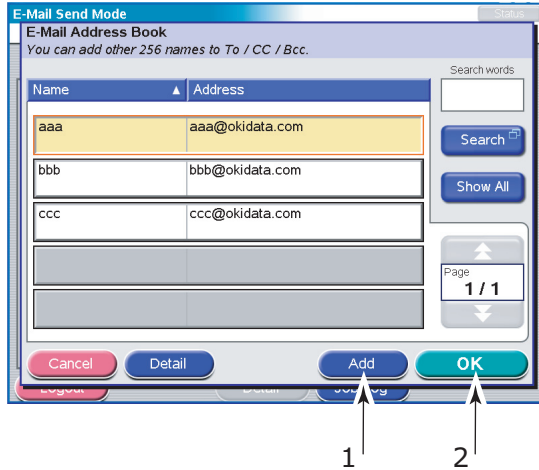 E-Mail Send Mode
Status
E-Mail Address Book
You can add other 256 names to To / CC / Bcc.
Search words
Name ▲ Address
aaa aaa@okidata.com
Search
bbb bbb@okidata.com
Show All
ccc ccc@okidata.com
Page
1 / 1
Cancel Detail Add OK
Logout Detail
1 2